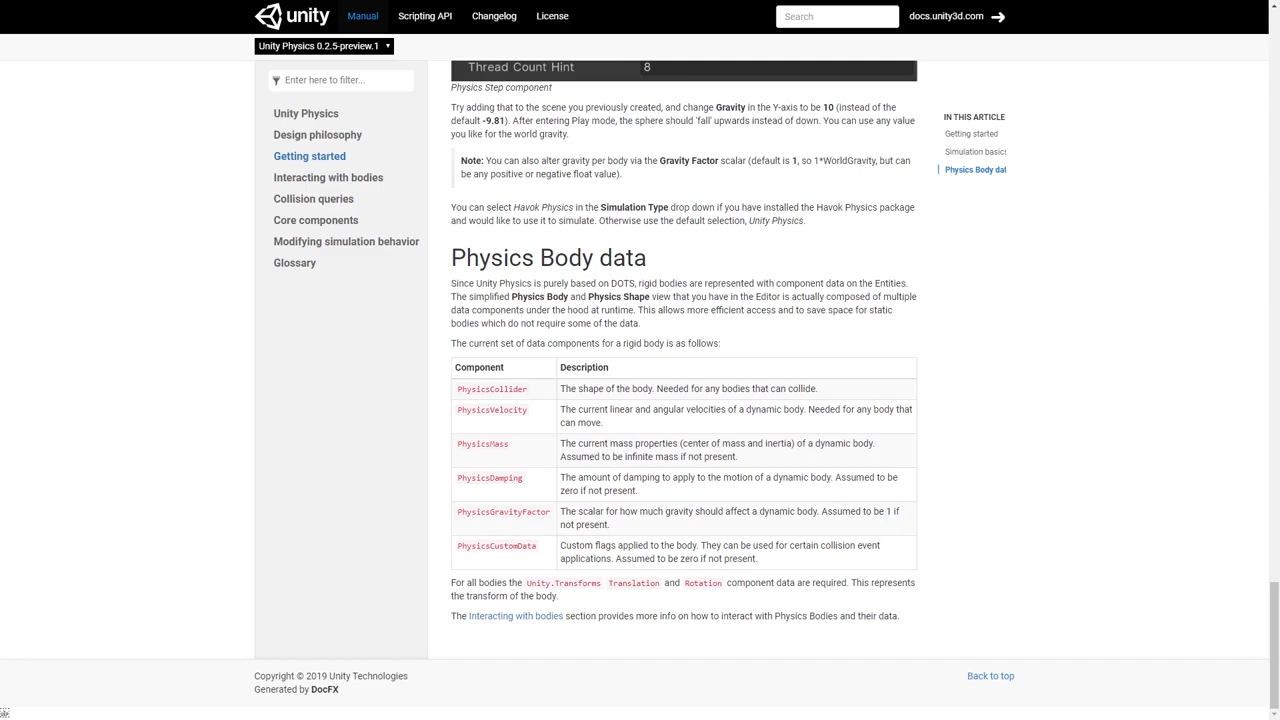 unity
Manual
Scripting API
Changelog
License
Search
docs.unity3d.com
Unity Physics 0.2.5-preview.1
Enter here to filter...
Unity Physics
Design philosophy
Getting started
Interacting with bodies
Collision queries
Core components
Modifying simulation behavior
Glossary
Thread Count Hint 8
Physics Step component
Try adding that to the scene you previously created, and change Gravity in the Y-axis to be 10 (instead of the
default -9.81). After entering Play mode, the sphere should 'fall' upwards instead of down. You can use any value
you like for the world gravity.
Note: You can also alter gravity per body via the Gravity Factor scalar (default is 1, so 1*WorldGravity, but can
be any positive or negative float value).
You can select Havok Physics in the Simulation Type drop down if you have installed the Havok Physics package
and would like to use it to simulate. Otherwise use the default selection, Unity Physics.
Physics Body data
Since Unity Physics is purely based on DOTS, rigid bodies are represented with component data on the Entities.
The simplified Physics Body and Physics Shape view that you have in the Editor is actually composed of multiple
data components under the hood at runtime. This allows more efficient access and to save space for static
bodies which do not require some of the data.
The current set of data components for a rigid body is as follows:
Component Description
PhysicsCollider The shape of the body. Needed for any bodies that can collide.
PhysicsVelocity The current linear and angular velocities of a dynamic body. Needed for any body that
can move.
PhysicsMass The current mass properties (center of mass and inertia) of a dynamic body.
Assumed to be infinite mass if not present.
PhysicsDamping The amount of damping to apply to the motion of a dynamic body. Assumed to be
zero if not present.
PhysicsGravityFactor The scalar for how much gravity should affect a dynamic body. Assumed to be 1 if
not present.
PhysicsCustomData Custom flags applied to the body. They can be used for certain collision event
applications. Assumed to be zero if not present.
For all bodies the Unity.Transforms Translation and Rotation component data are required. This represents
the transform of the body.
The Interacting with bodies section provides more info on how to interact with Physics Bodies and their data.
IN THIS ARTICLE
Getting started
Simulation basics
Physics Body dat
Copyright © 2019 Unity Technologies
Generated by DocFX
Back to top